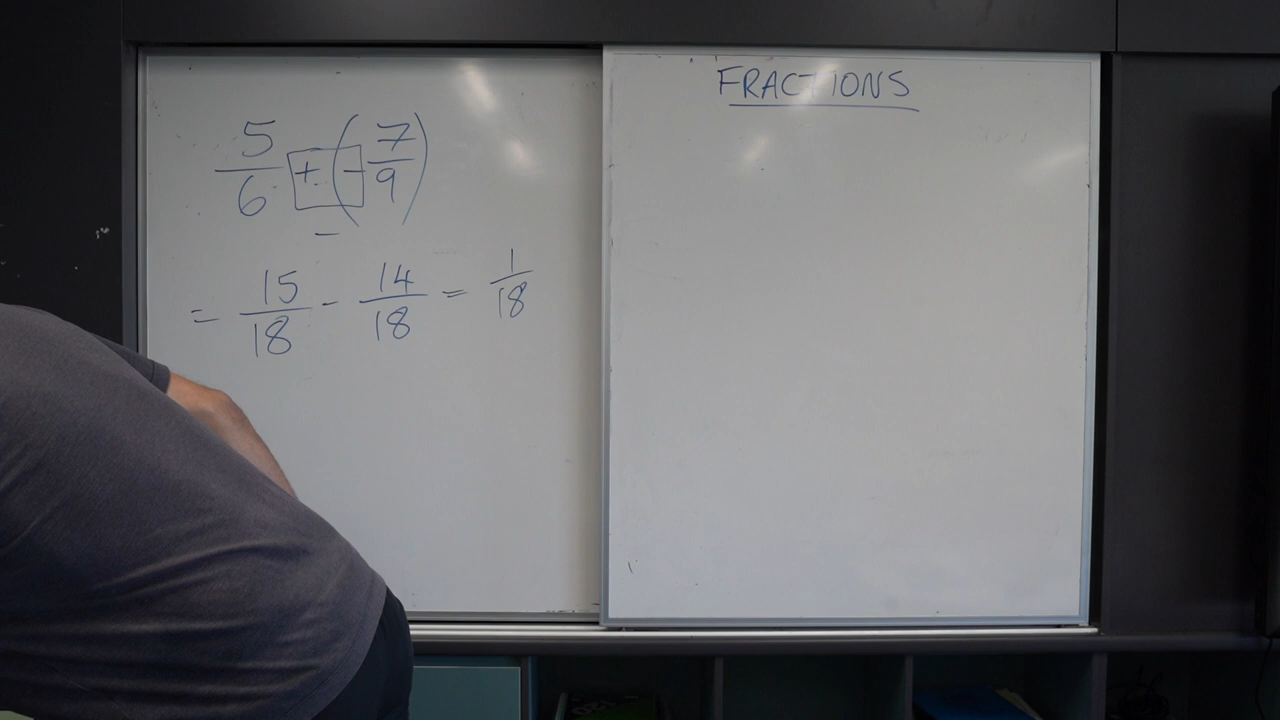 5/6 + (-7/9)
-
= 15/18 - 14/18 = 1/18
FRACTIONS